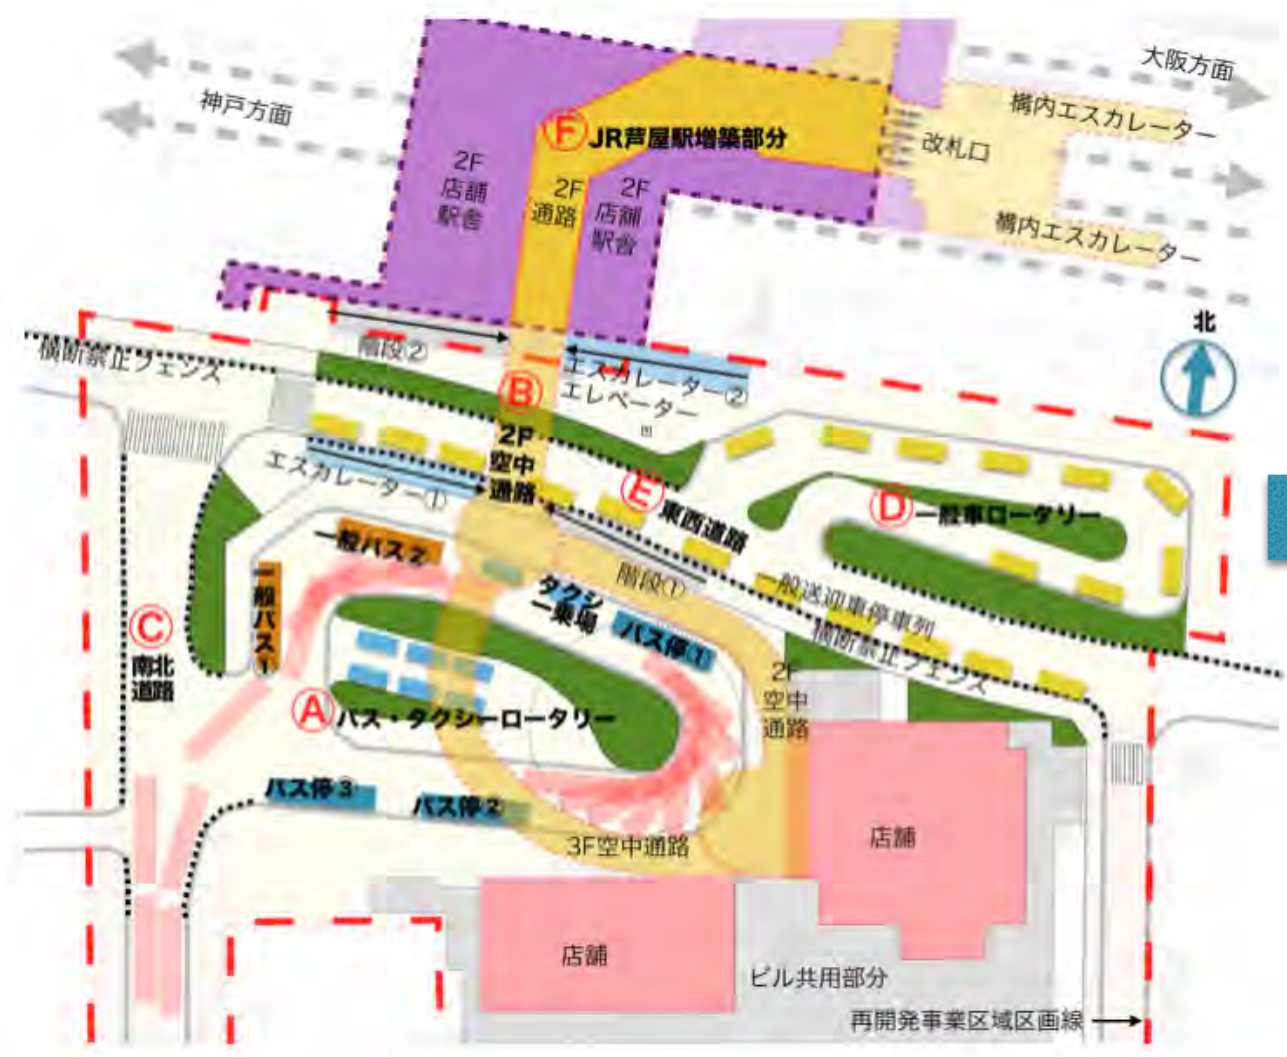 大阪方面
神戸方面
構内エスカレーター
改札口
Ⓕ JR芦屋駅増築部分
2F
店舗
駅舎
2F
通路
2F
店舗
駅舎
構内エスカレーター
北
横断禁止フェンス
階段②
エスカレーター②
エレベーター
Ⓑ
2F
空中
通路
エスカレーター①
Ⓔ 東西道路
Ⓓ 一般車ロータリー
一般バス②
階段①
一般送迎車停車列
横断禁止フェンス
一般バス①
タクシ
ー乗場
バス停①
Ⓒ
南北
道路
2F
空中
通路
Ⓐ バス・タクシーロータリー
バス停③
バス停②
3F空中通路
店舗
店舗
ビル共用部分
再開発事業区域区画線